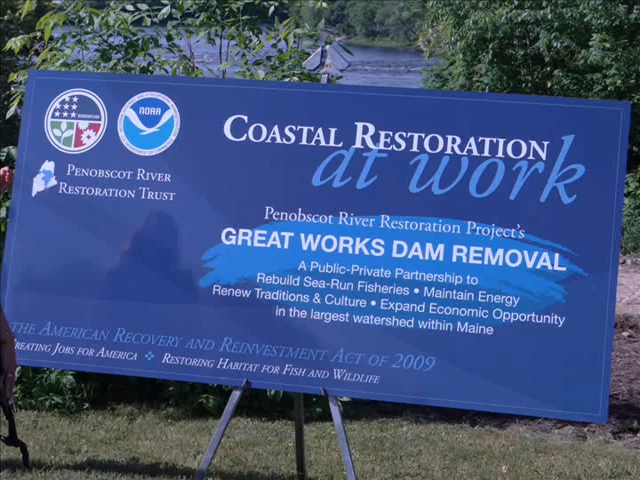 NOAA
PENOBSCOT RIVER
RESTORATION TRUST
COASTAL RESTORATION
at work
PENOBSCOT RIVER RESTORATION PROJECT'S
GREAT WORKS DAM REMOVAL
A Public-Private Partnership to
Rebuild Sea-Run Fisheries • Maintain Energy
Renew Traditions & Culture • Expand Economic Opportunity
in the largest watershed within Maine
THE AMERICAN RECOVERY AND REINVESTMENT ACT OF 2009
CREATING JOBS FOR AMERICA ❖ RESTORING HABITAT FOR FISH AND WILDLIFE